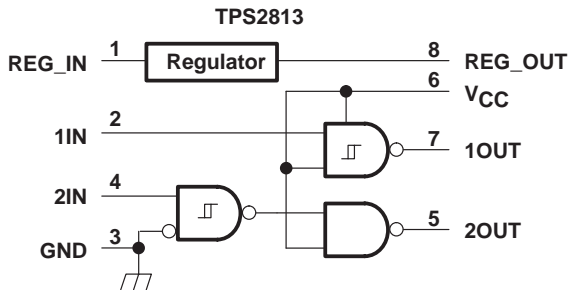 TPS2813
REG_IN 1 Regulator 8 REG_OUT
6 VCC
1IN 2
7 1OUT
2IN 4
5 2OUT
GND 3